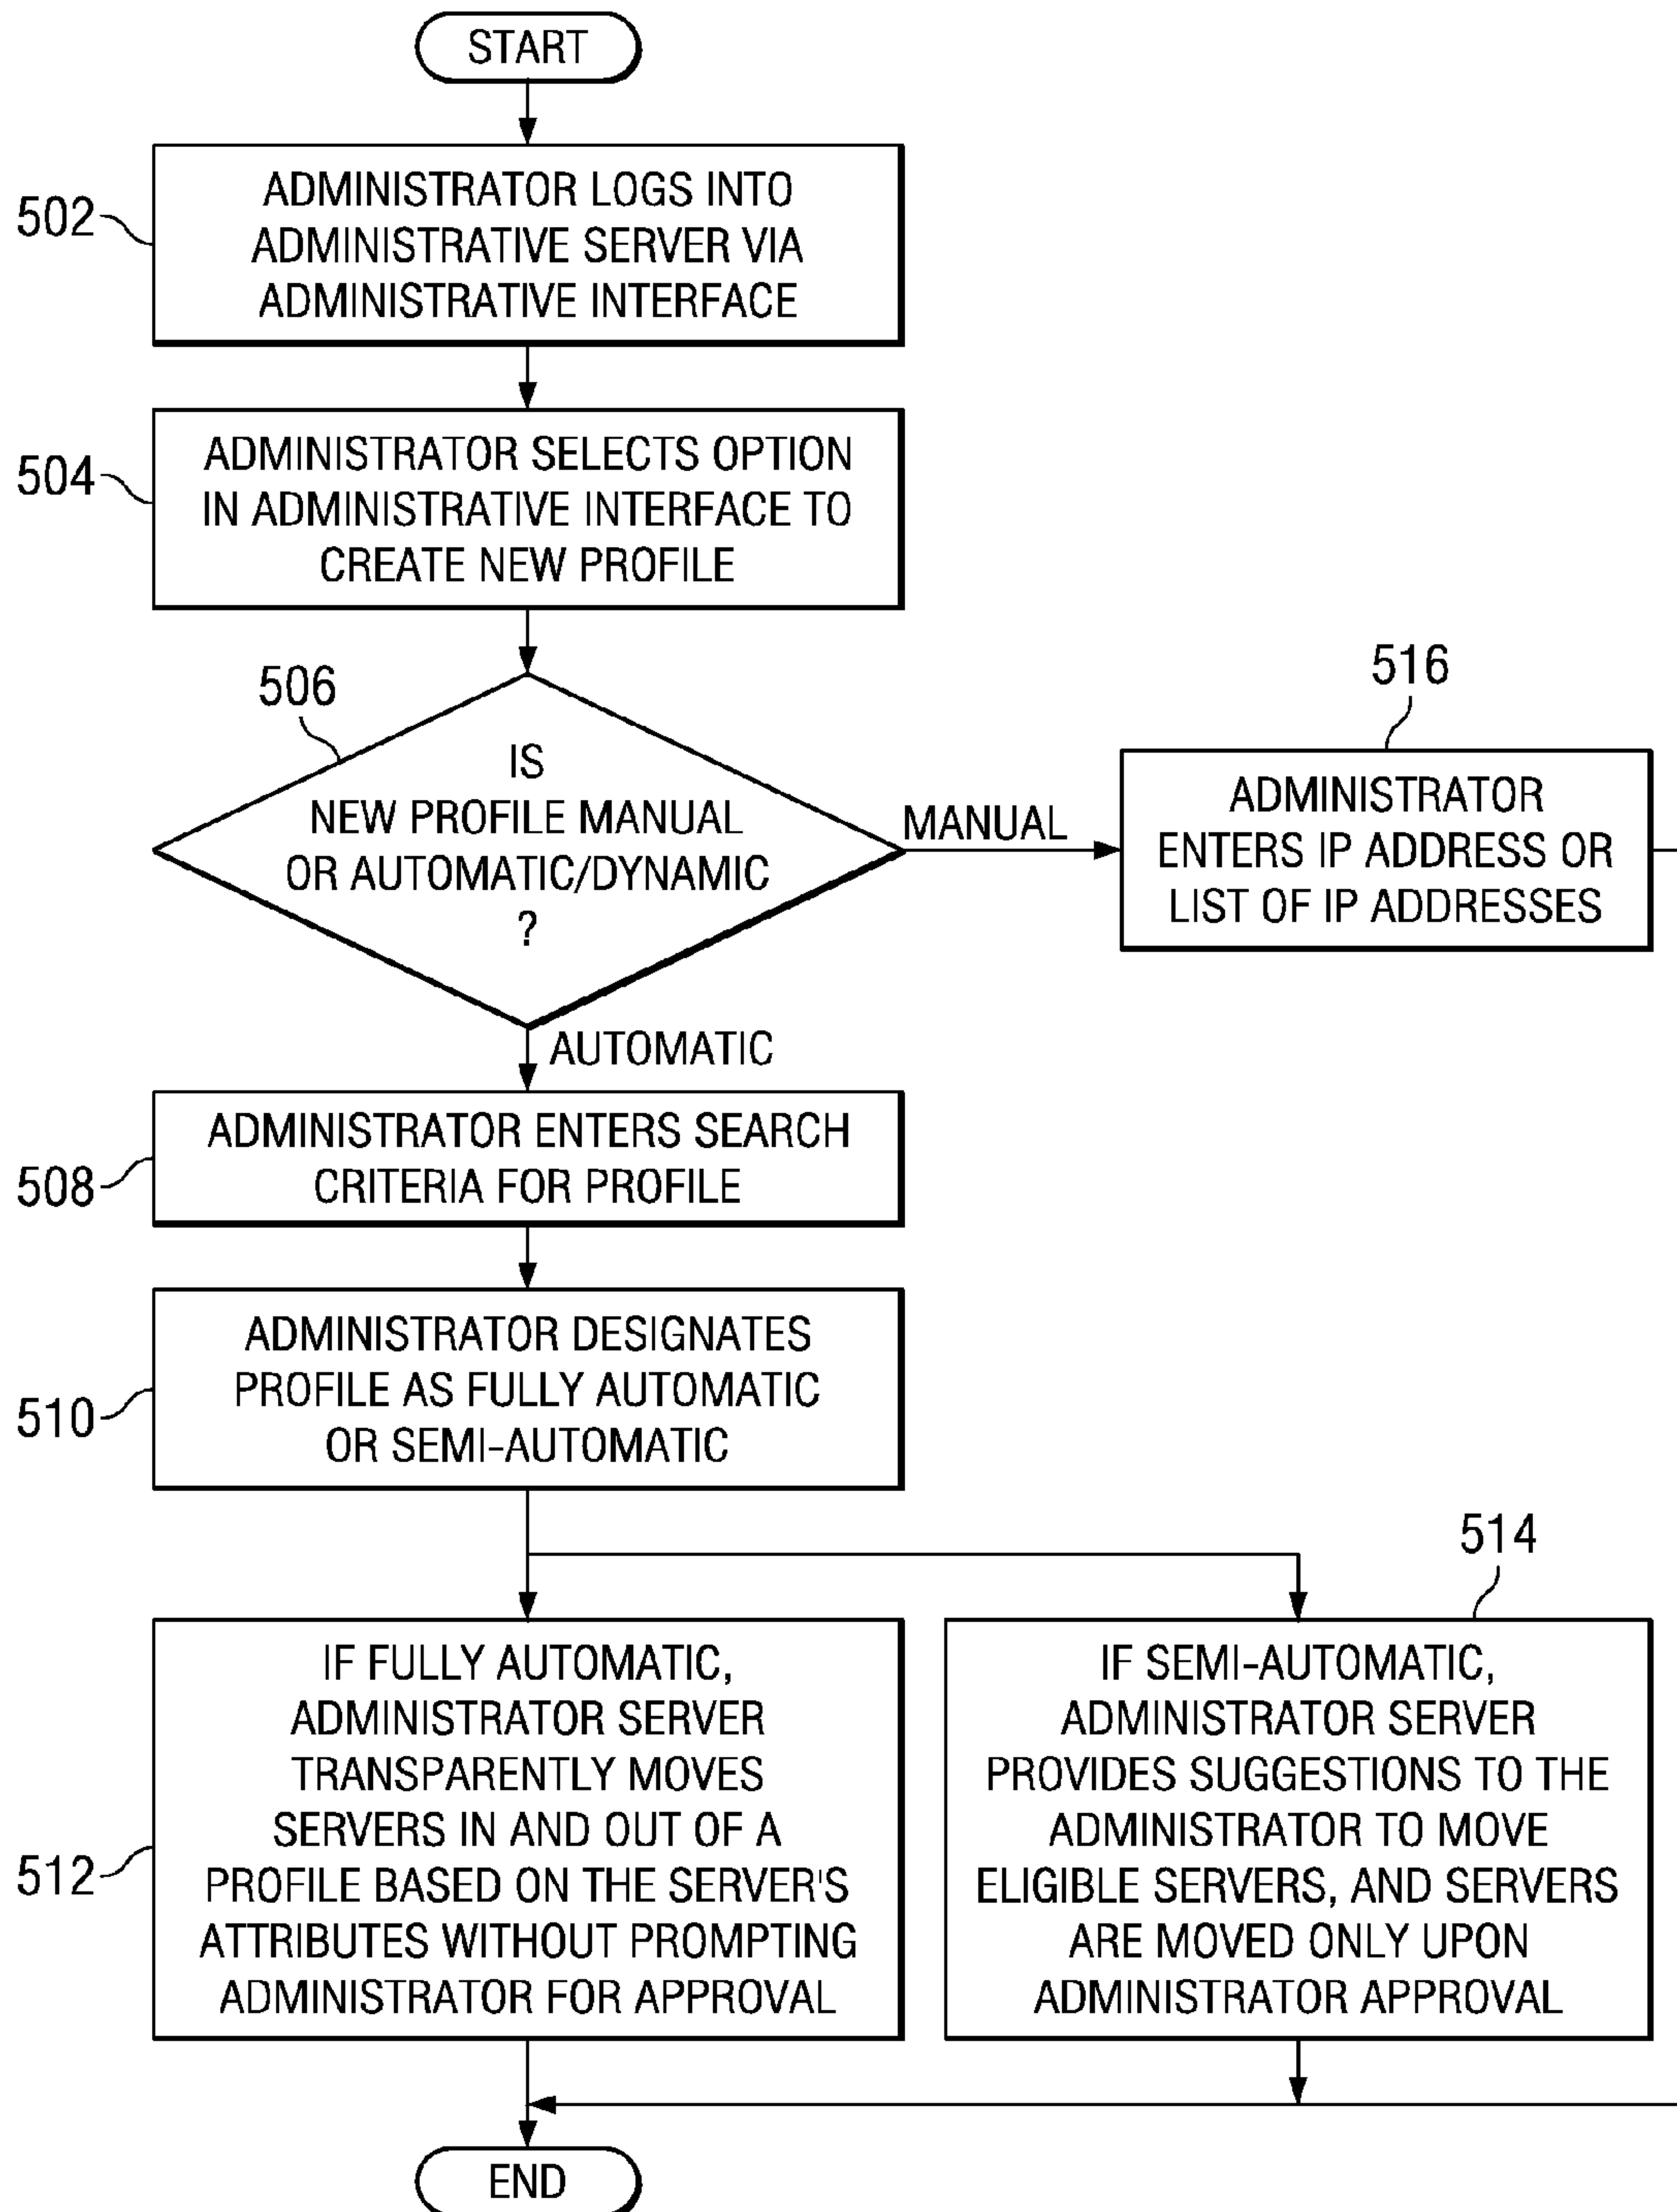 START
502
ADMINISTRATOR LOGS INTO
ADMINISTRATIVE SERVER VIA
ADMINISTRATIVE INTERFACE
504
ADMINISTRATOR SELECTS OPTION
IN ADMINISTRATIVE INTERFACE TO
CREATE NEW PROFILE
506
IS
NEW PROFILE MANUAL
OR AUTOMATIC/DYNAMIC
?
MANUAL
516
ADMINISTRATOR
ENTERS IP ADDRESS OR
LIST OF IP ADDRESSES
AUTOMATIC
508
ADMINISTRATOR ENTERS SEARCH
CRITERIA FOR PROFILE
510
ADMINISTRATOR DESIGNATES
PROFILE AS FULLY AUTOMATIC
OR SEMI-AUTOMATIC
512
IF FULLY AUTOMATIC,
ADMINISTRATOR SERVER
TRANSPARENTLY MOVES
SERVERS IN AND OUT OF A
PROFILE BASED ON THE SERVER'S
ATTRIBUTES WITHOUT PROMPTING
ADMINISTRATOR FOR APPROVAL
514
IF SEMI-AUTOMATIC,
ADMINISTRATOR SERVER
PROVIDES SUGGESTIONS TO THE
ADMINISTRATOR TO MOVE
ELIGIBLE SERVERS, AND SERVERS
ARE MOVED ONLY UPON
ADMINISTRATOR APPROVAL
END